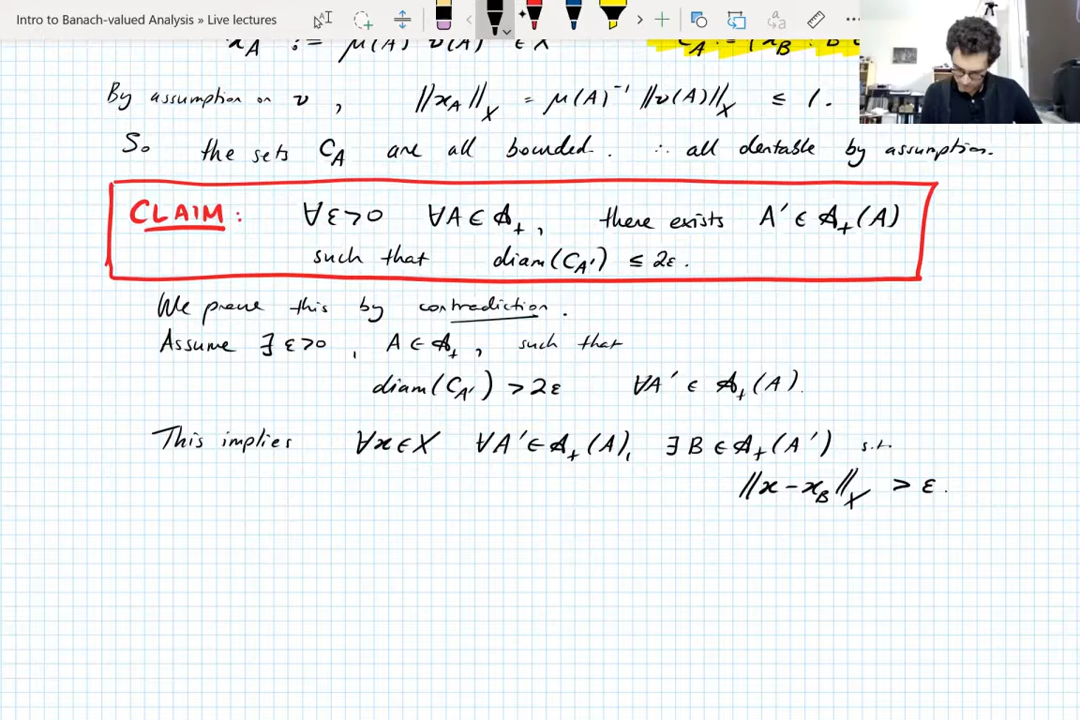 Intro to Banach-valued Analysis » Live lectures
x_A := μ(A) ν(A) ∈ X C_A := {x_B : B ∈
By assumption on ν , ||x_A||_X = μ(A)^{-1} ||ν(A)||_X ≤ 1.
So the sets C_A are all bounded. ∴ all dentable by assumption.
CLAIM: ∀ε>0 ∀A ∈ 𝒜_+, there exists A' ∈ 𝒜_+(A)
such that diam(C_{A'}) ≤ 2ε.
We prove this by contradiction.
Assume ∃ ε>0 , A ∈ 𝒜_+ , such that
diam(C_{A'}) > 2ε ∀A' ∈ 𝒜_+(A).
This implies ∀x ∈ X ∀A' ∈ 𝒜_+(A), ∃ B ∈ 𝒜_+(A') s.t.
||x - x_B||_X > ε.